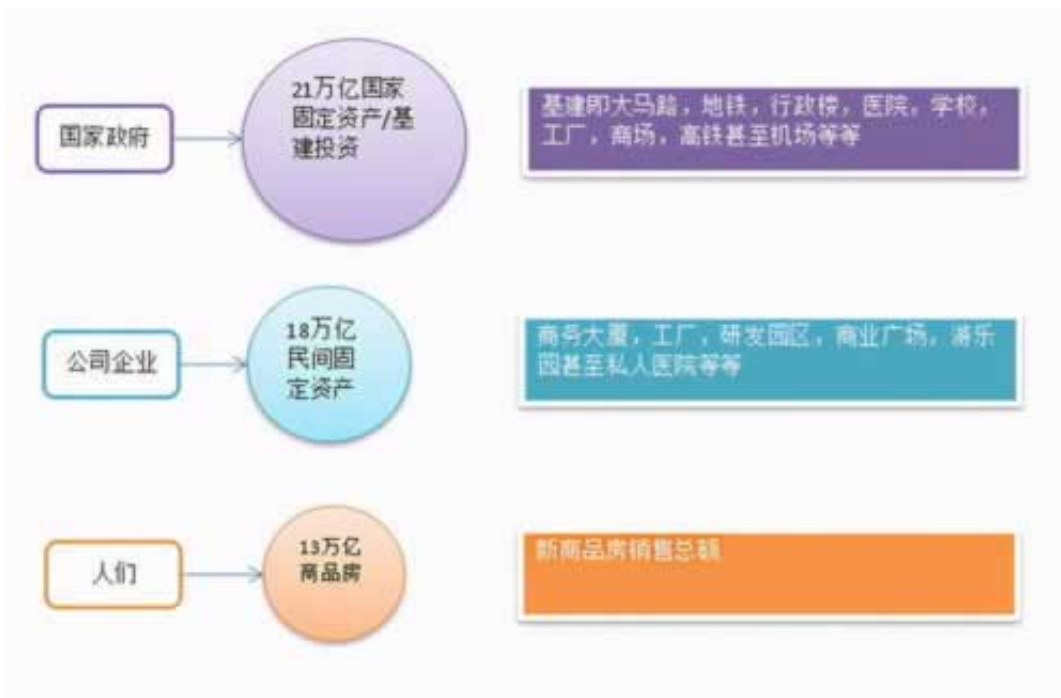 国家政府
21万亿国家
固定资产/基
建投资
基建即大马路，地铁，行政楼，医院，学校，
工厂，商场，高铁甚至机场等等
公司企业
18万亿
民间固
定资产
商务大厦，工厂，研发园区，商业广场，游乐
园甚至私人医院等等
人们
13万亿
商品房
新商品房销售总额